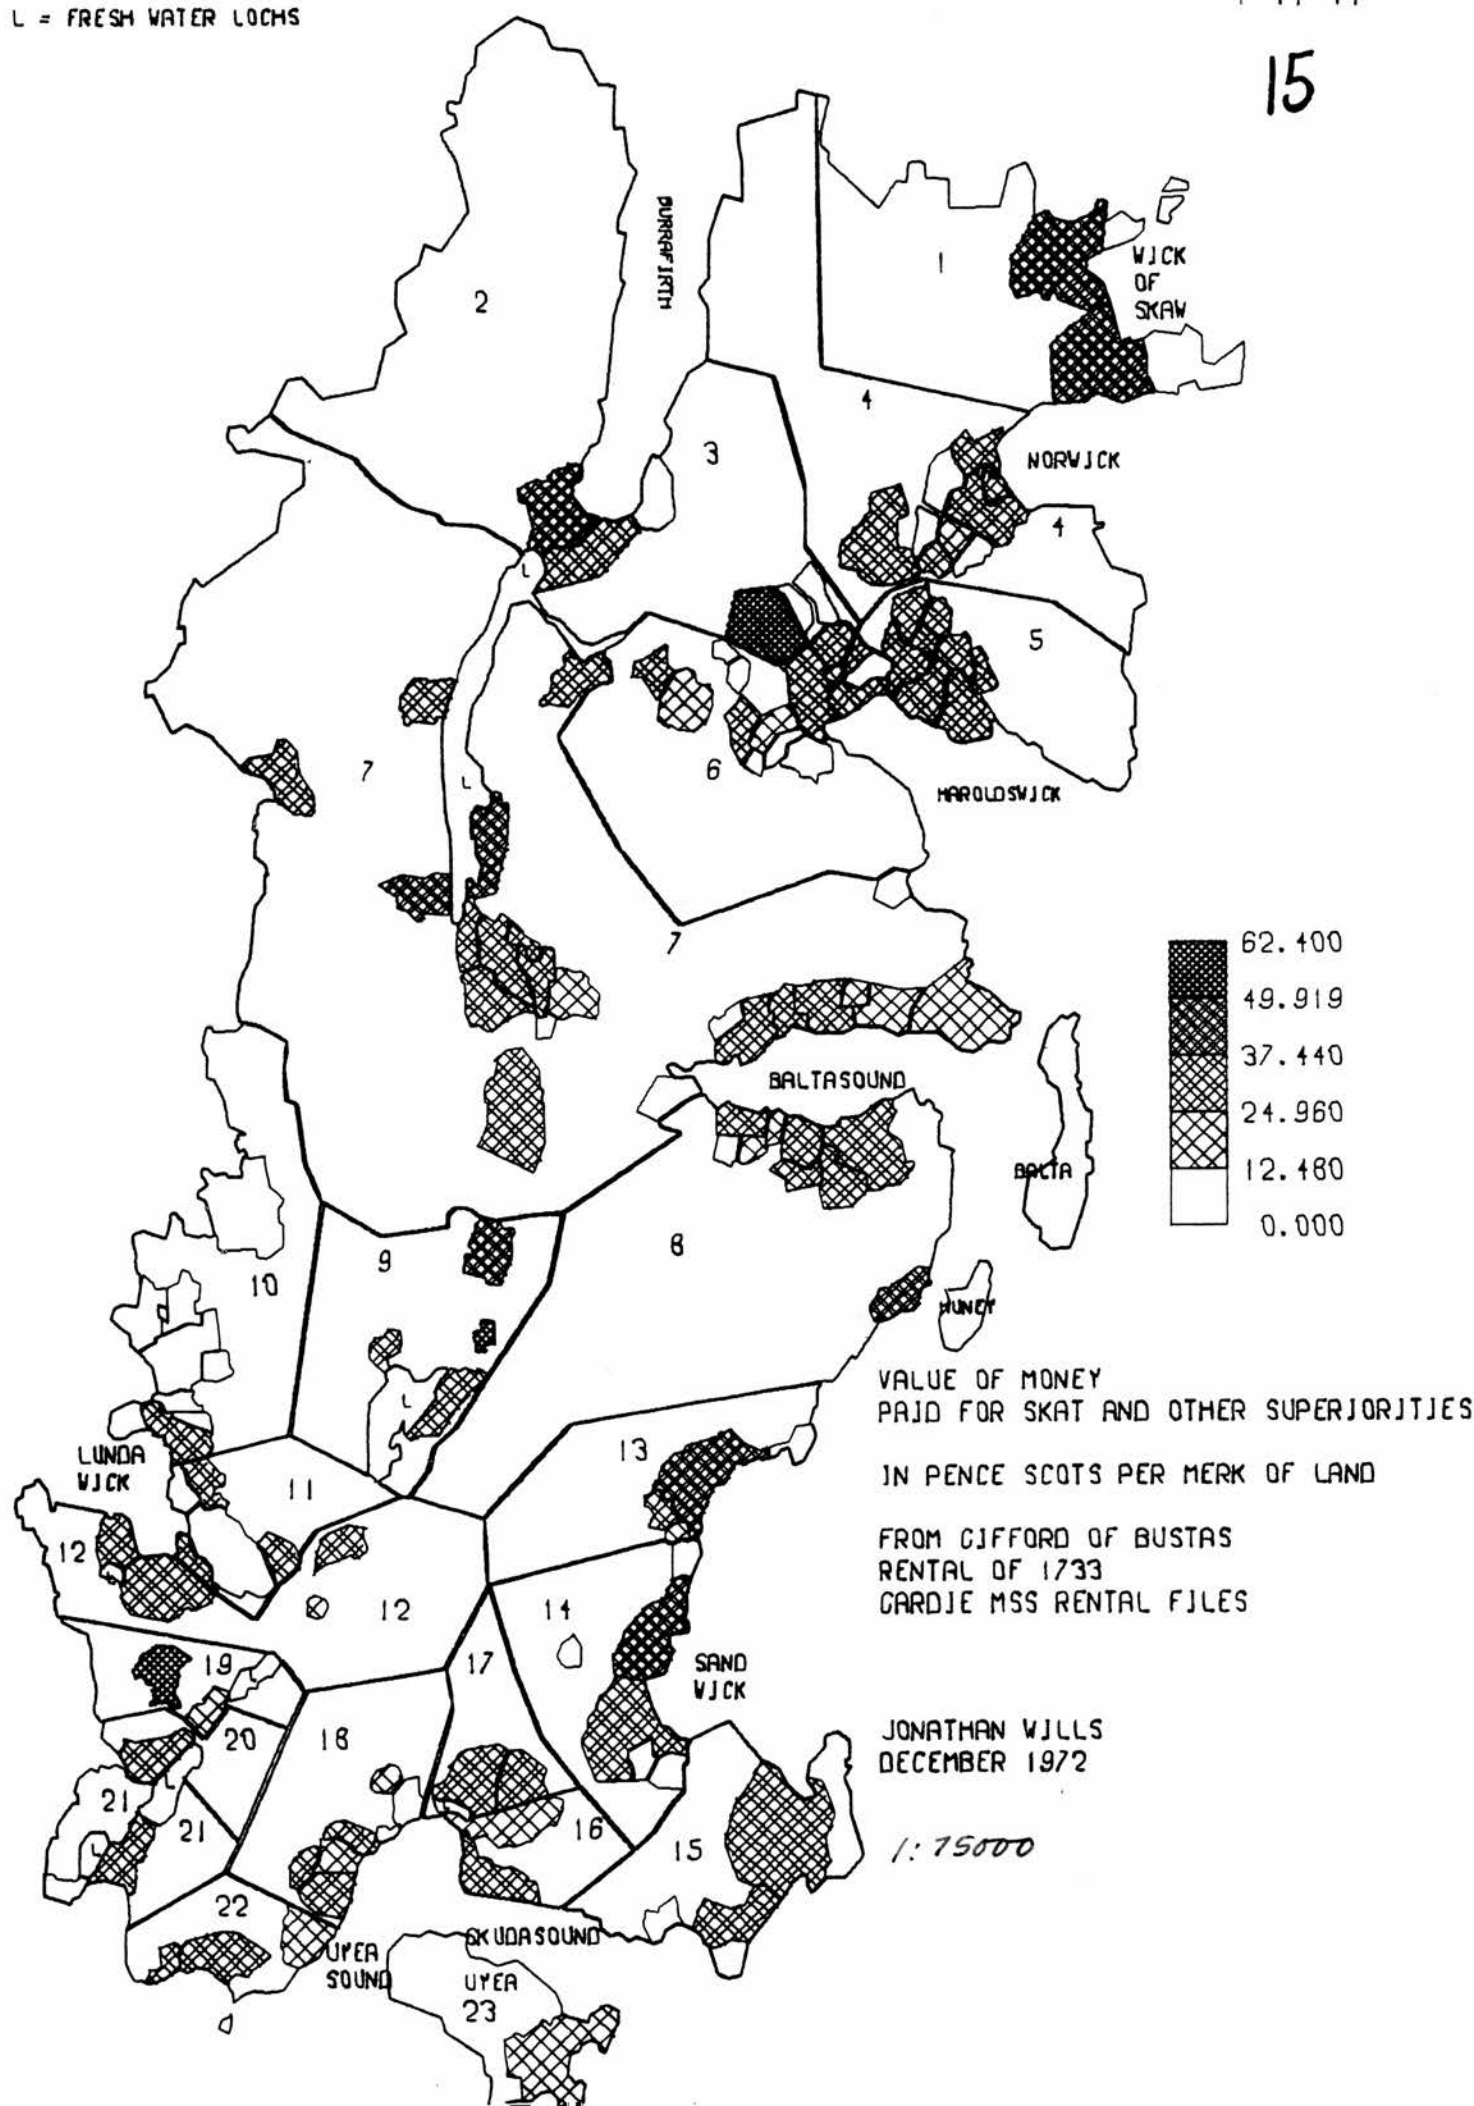 L = FRESH WATER LOCHS
15
BURRAFIRTH
2
1
WICK
OF
SKAW
4
3
NORWICK
4
L
5
7
L
6
HAROLDSWICK
7
62.400
49.919
37.440
24.960
12.480
0.000
BALTASOUND
BALTA
8
9
10
HUNEY
L
VALUE OF MONEY
PAID FOR SKAT AND OTHER SUPERIORITIES
IN PENCE SCOTS PER MERK OF LAND
FROM GIFFORD OF BUSTAS
RENTAL OF 1733
GARDIE MSS RENTAL FILES
13
LUNDA
WICK
11
12
12
14
17
SAND
WICK
19
L
20
18
JONATHAN WILLS
DECEMBER 1972
L
21
21
L
16
15
1:75000
22
UYEA
SOUND
SKUDASOUND
UYEA
23